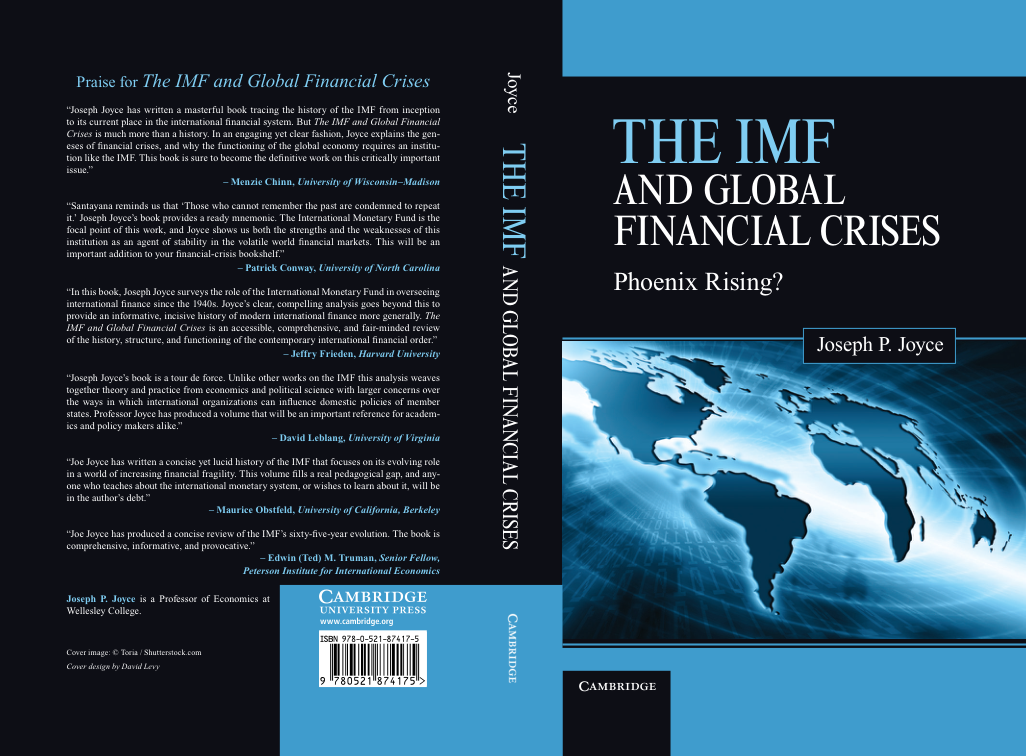 Praise for The IMF and Global Financial Crises
“Joseph Joyce has written a masterful book tracing the history of the IMF from inception
to its current place in the international financial system. But The IMF and Global Financial
Crises is much more than a history. In an engaging yet clear fashion, Joyce explains the gen-
eses of financial crises, and why the functioning of the global economy requires an institu-
tion like the IMF. This book is sure to become the definitive work on this critically important
issue.”
– Menzie Chinn, University of Wisconsin–Madison
“Santayana reminds us that ‘Those who cannot remember the past are condemned to repeat
it.’ Joseph Joyce’s book provides a ready mnemonic. The International Monetary Fund is the
focal point of this work, and Joyce shows us both the strengths and the weaknesses of this
institution as an agent of stability in the volatile world financial markets. This will be an
important addition to your financial-crisis bookshelf.”
– Patrick Conway, University of North Carolina
“In this book, Joseph Joyce surveys the role of the International Monetary Fund in overseeing
international finance since the 1940s. Joyce’s clear, compelling analysis goes beyond this to
provide an informative, incisive history of modern international finance more generally. The
IMF and Global Financial Crises is an accessible, comprehensive, and fair-minded review
of the history, structure, and functioning of the contemporary international financial order.”
– Jeffry Frieden, Harvard University
“Joseph Joyce’s book is a tour de force. Unlike other works on the IMF this analysis weaves
together theory and practice from economics and political science with larger concerns over
the ways in which international organizations can influence domestic policies of member
states. Professor Joyce has produced a volume that will be an important reference for academ-
ics and policy makers alike.”
– David Leblang, University of Virginia
“Joe Joyce has written a concise yet lucid history of the IMF that focuses on its evolving role
in a world of increasing financial fragility. This volume fills a real pedagogical gap, and any-
one who teaches about the international monetary system, or wishes to learn about it, will be
in the author’s debt.”
– Maurice Obstfeld, University of California, Berkeley
“Joe Joyce has produced a concise review of the IMF’s sixty-five-year evolution. The book is
comprehensive, informative, and provocative.”
– Edwin (Ted) M. Truman, Senior Fellow,
Peterson Institute for International Economics
Joseph P. Joyce is a Professor of Economics at
Wellesley College.
Cover image: © Toria / Shutterstock.com
Cover design by David Levy
CAMBRIDGE
UNIVERSITY PRESS
www.cambridge.org
ISBN 978-0-521-87417-5
9 780521 874175 >
Joyce THE IMF AND GLOBAL FINANCIAL CRISES CAMBRIDGE
THE IMF
AND GLOBAL
FINANCIAL CRISES
Phoenix Rising?
Joseph P. Joyce
CAMBRIDGE